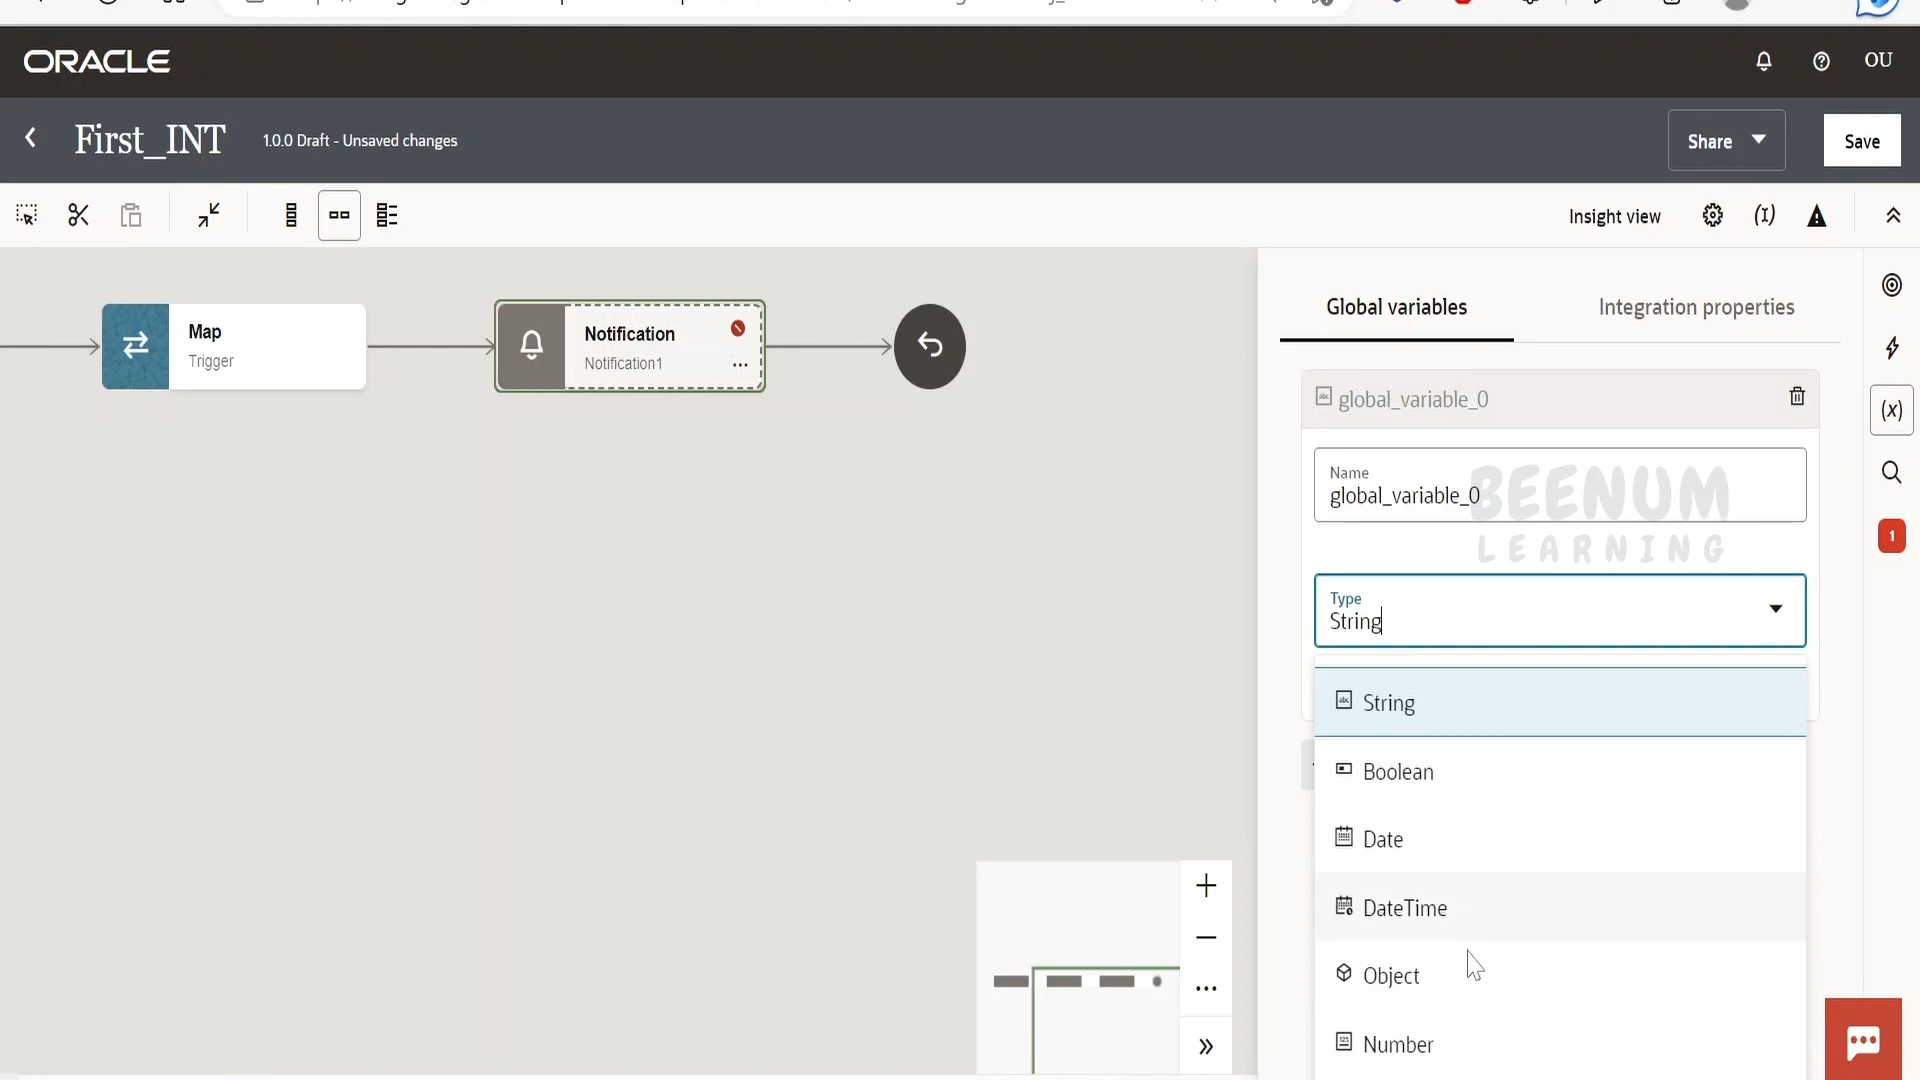 ORACLE
OU
First_INT
1.0.0 Draft - Unsaved changes
Share
Save
Insight view
Map
Trigger
Notification
Notification1
Global variables
Integration properties
global_variable_0
Name
global_variable_0
BEENUM
LEARNING
1
Type
String
String
Boolean
Date
DateTime
Object
Number